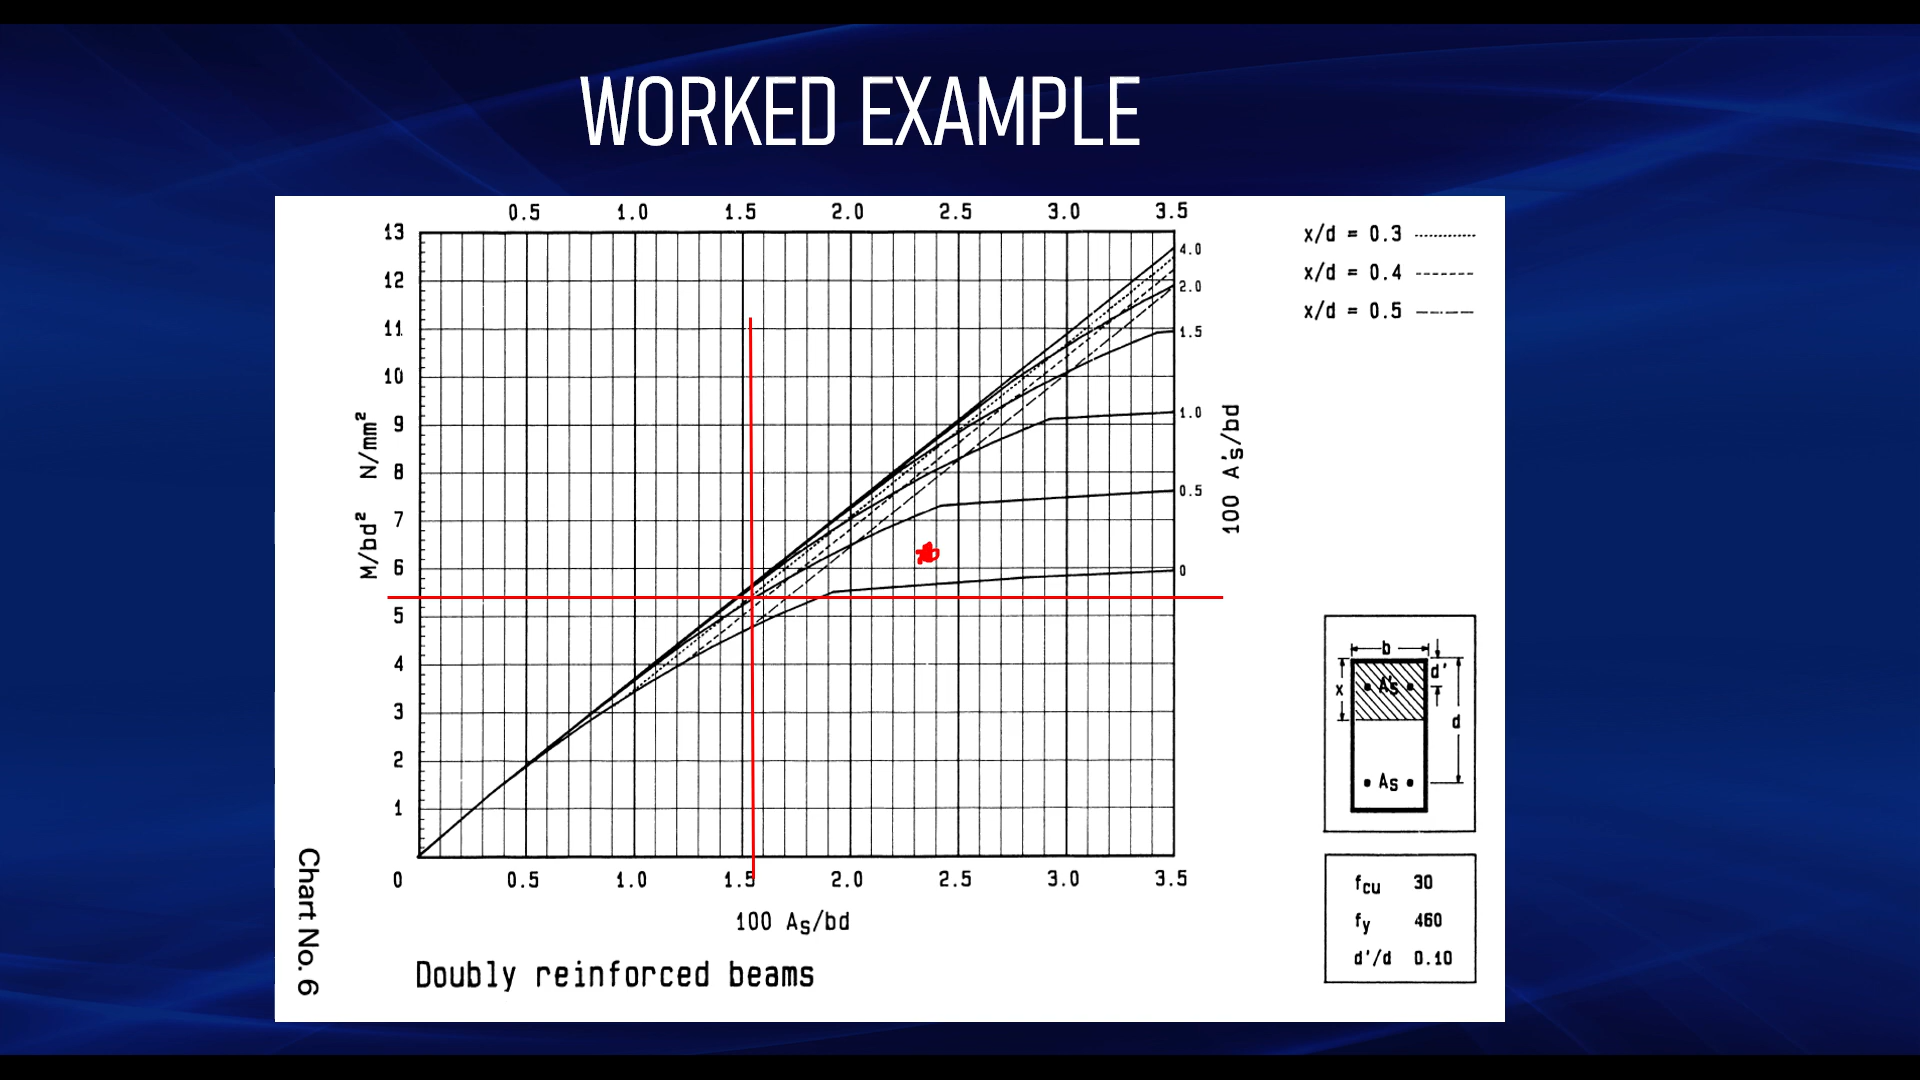 WORKED EXAMPLE
0.5 1.0 1.5 2.0 2.5 3.0 3.5
13
12
11
10
9
8
7
6
5
4
3
2
1
0
M/bd² N/mm²
4.0
2.0
1.5
1.0
0.5
0
100 A's/bd
0.5 1.0 1.5 2.0 2.5 3.0 3.5
100 As/bd
Doubly reinforced beams
Chart No. 6
x/d = 0.3
x/d = 0.4
x/d = 0.5
b
d'
x
A's
d
As
fcu 30
fy 460
d'/d 0.10